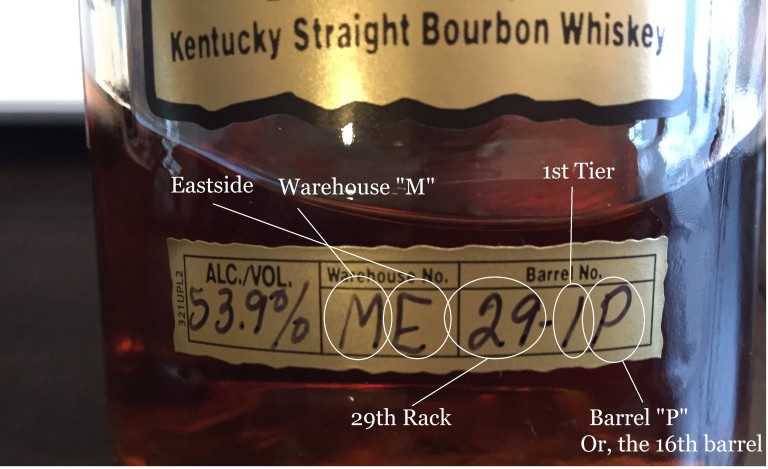 Kentucky Straight Bourbon Whiskey
Eastside
Warehouse "M"
1st Tier
321UPL2
ALC./VOL.
53.9%
Warehouse No.
ME
Barrel No.
29-1P
29th Rack
Barrel "P"
Or, the 16th barrel